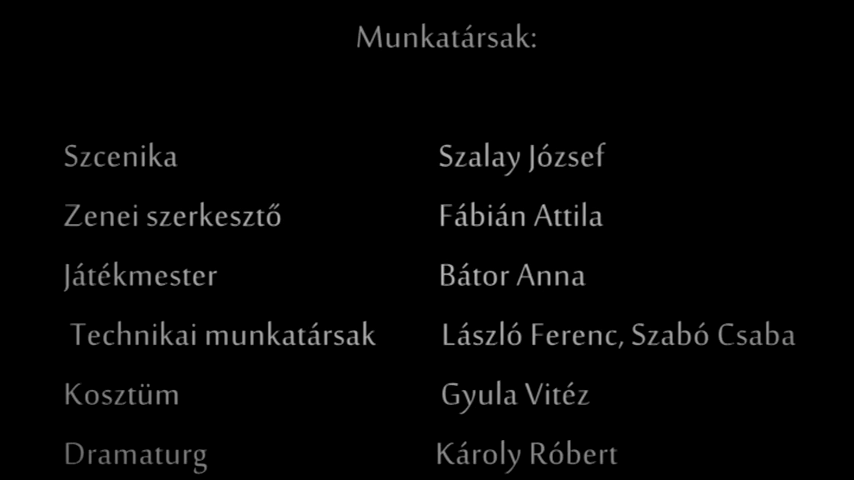 Munkatársak:
Szcenika Szalay József
Zenei szerkesztő Fábián Attila
Játékmester Bátor Anna
Technikai munkatársak László Ferenc, Szabó Csaba
Kosztüm Gyula Vitéz
Dramaturg Károly Róbert